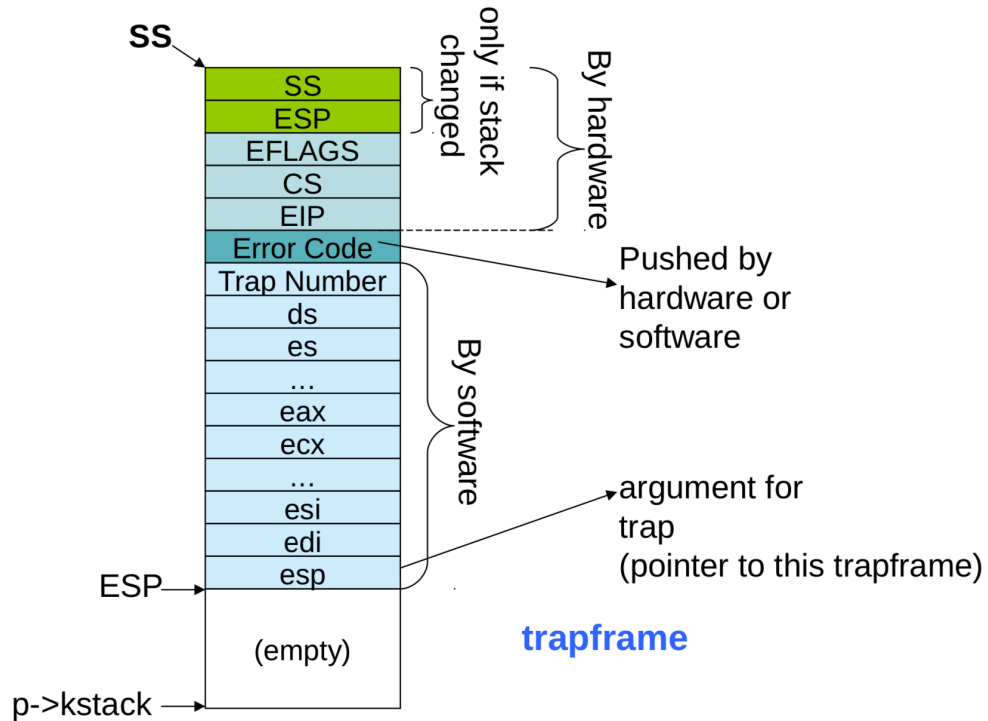 SS
only if stack
changed
By hardware
SS
ESP
EFLAGS
CS
EIP
Error Code
Pushed by
hardware or
software
Trap Number
ds
es
...
eax
ecx
...
esi
edi
esp
By software
argument for
trap
(pointer to this trapframe)
ESP
(empty)
trapframe
p->kstack